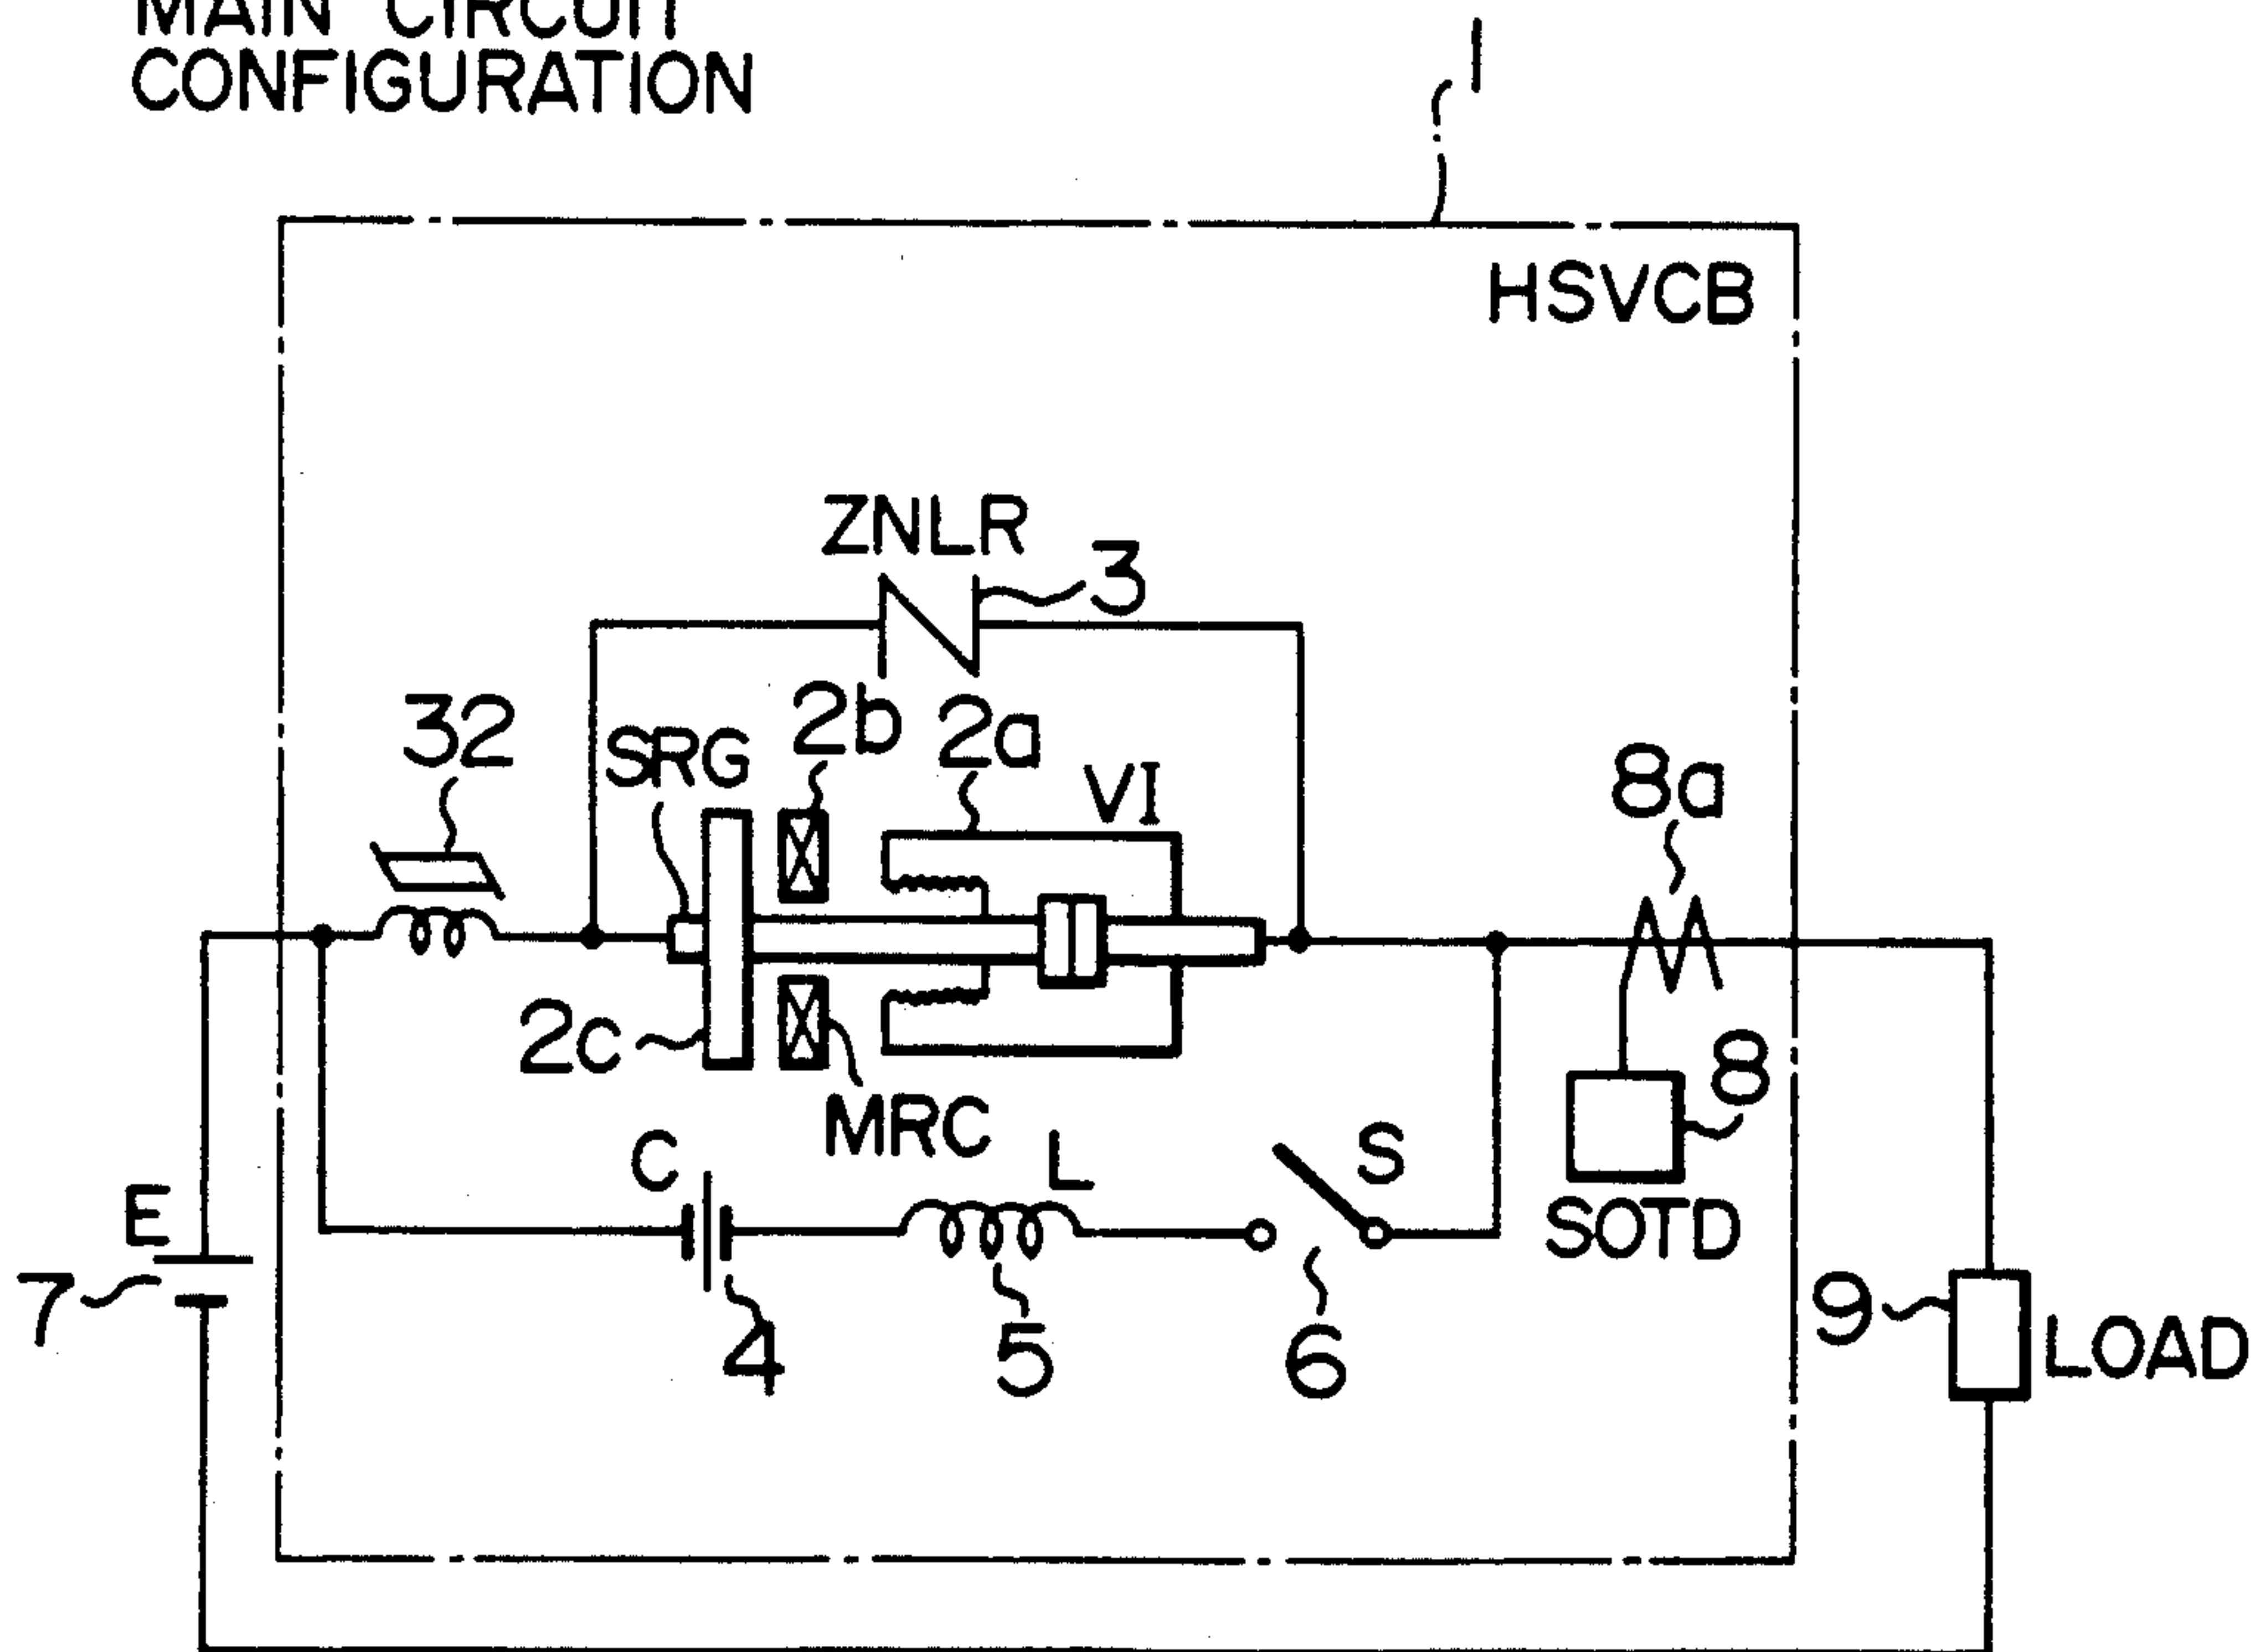 MAIN CIRCUIT
CONFIGURATION
1
HSVCB
ZNLR
3
32
SRG
2b
2a
VI
8a
2c
MRC
8
C
L
S
SOTD
E
7
4
5
6
9
LOAD